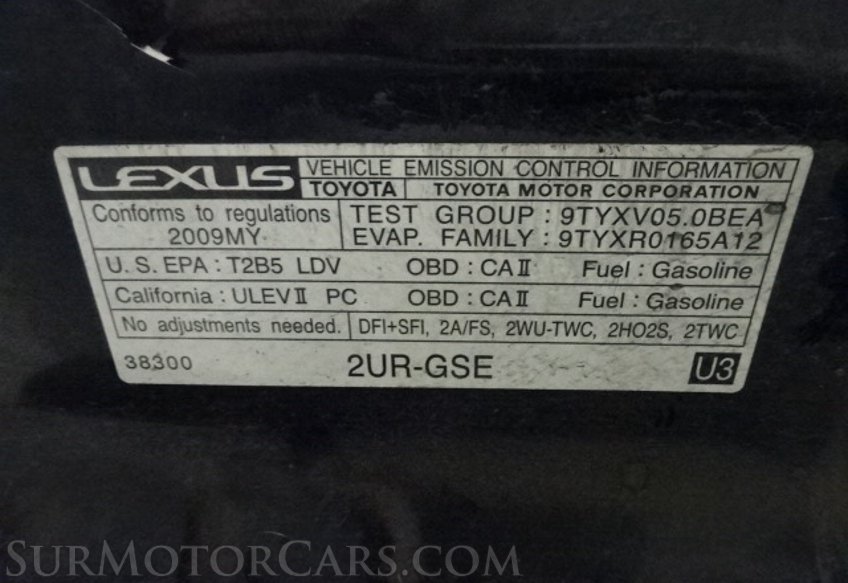 LEXUS VEHICLE EMISSION CONTROL INFORMATION
TOYOTA TOYOTA MOTOR CORPORATION
Conforms to regulations
2009MY
TEST GROUP : 9TYXV05.0BEA
EVAP. FAMILY : 9TYXR0165A12
U.S. EPA : T2B5 LDV OBD : CAⅡ Fuel : Gasoline
California : ULEVⅡ PC OBD : CAⅡ Fuel : Gasoline
No adjustments needed. DFI+SFI, 2A/FS, 2WU-TWC, 2HO2S, 2TWC
38300 2UR-GSE U3
SurMotorCars.com